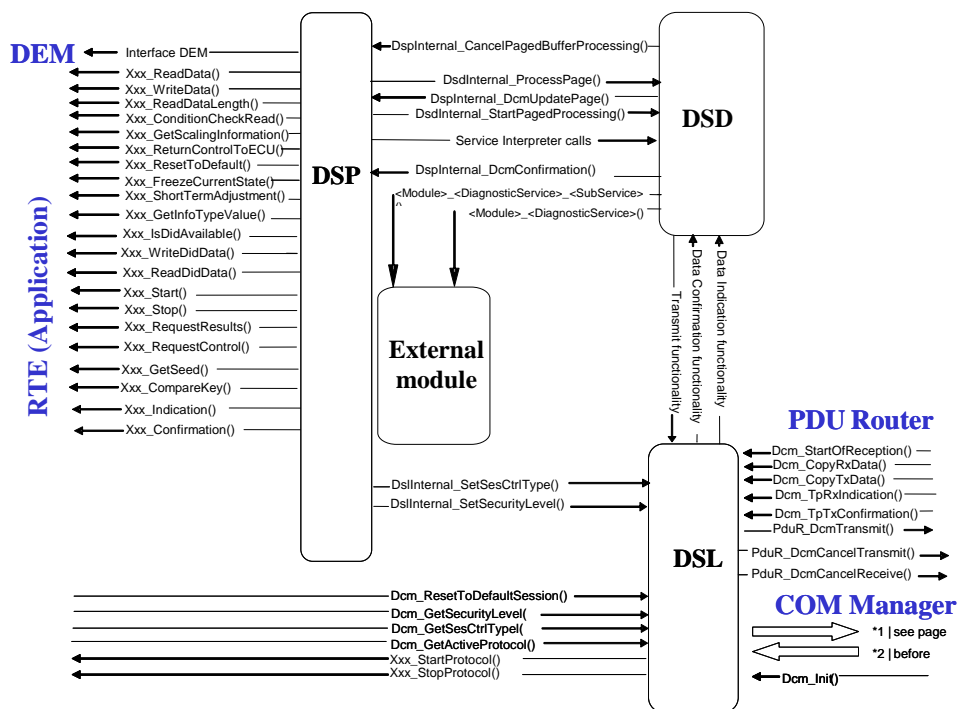 DEM
Interface DEM
Xxx_ReadData()
Xxx_WriteData()
Xxx_ReadDataLength()
Xxx_ConditionCheckRead()
Xxx_GetScalingInformation()
Xxx_ReturnControlToECU()
Xxx_ResetToDefault()
Xxx_FreezeCurrentState()
Xxx_ShortTermAdjustment()
Xxx_GetInfoTypeValue()
Xxx_IsDidAvailable()
Xxx_WriteDidData()
Xxx_ReadDidData()
Xxx_Start()
Xxx_Stop()
Xxx_RequestResults()
Xxx_RequestControl()
Xxx_GetSeed()
Xxx_CompareKey()
Xxx_Indication()
Xxx_Confirmation()
RTE (Application)
DSP
DspInternal_CancelPagedBufferProcessing()
DsdInternal_ProcessPage()
DspInternal_DcmUpdatePage()
DsdInternal_StartPagedProcessing()
Service Interpreter calls
DspInternal_DcmConfirmation()
<Module>_<DiagnosticService>_<SubService>
()
<Module>_<DiagnosticService>()
DSD
External
module
Transmit functionality
Data Confirmation functionality
Data Indication functionality
DslInternal_SetSesCtrlType()
DslInternal_SetSecurityLevel()
DSL
PDU Router
Dcm_StartOfReception()
Dcm_CopyRxData()
Dcm_CopyTxData()
Dcm_TpRxIndication()
Dcm_TpTxConfirmation()
PduR_DcmTransmit()
PduR_DcmCancelTransmit()
PduR_DcmCancelReceive()
COM Manager
*1 | see page
*2 | before
Dcm_Init()
Dcm_ResetToDefaultSession()
Dcm_GetSecurityLevel(
Dcm_GetSesCtrlTypel(
Dcm_GetActiveProtocol()
Xxx_StartProtocol()
Xxx_StopProtocol()